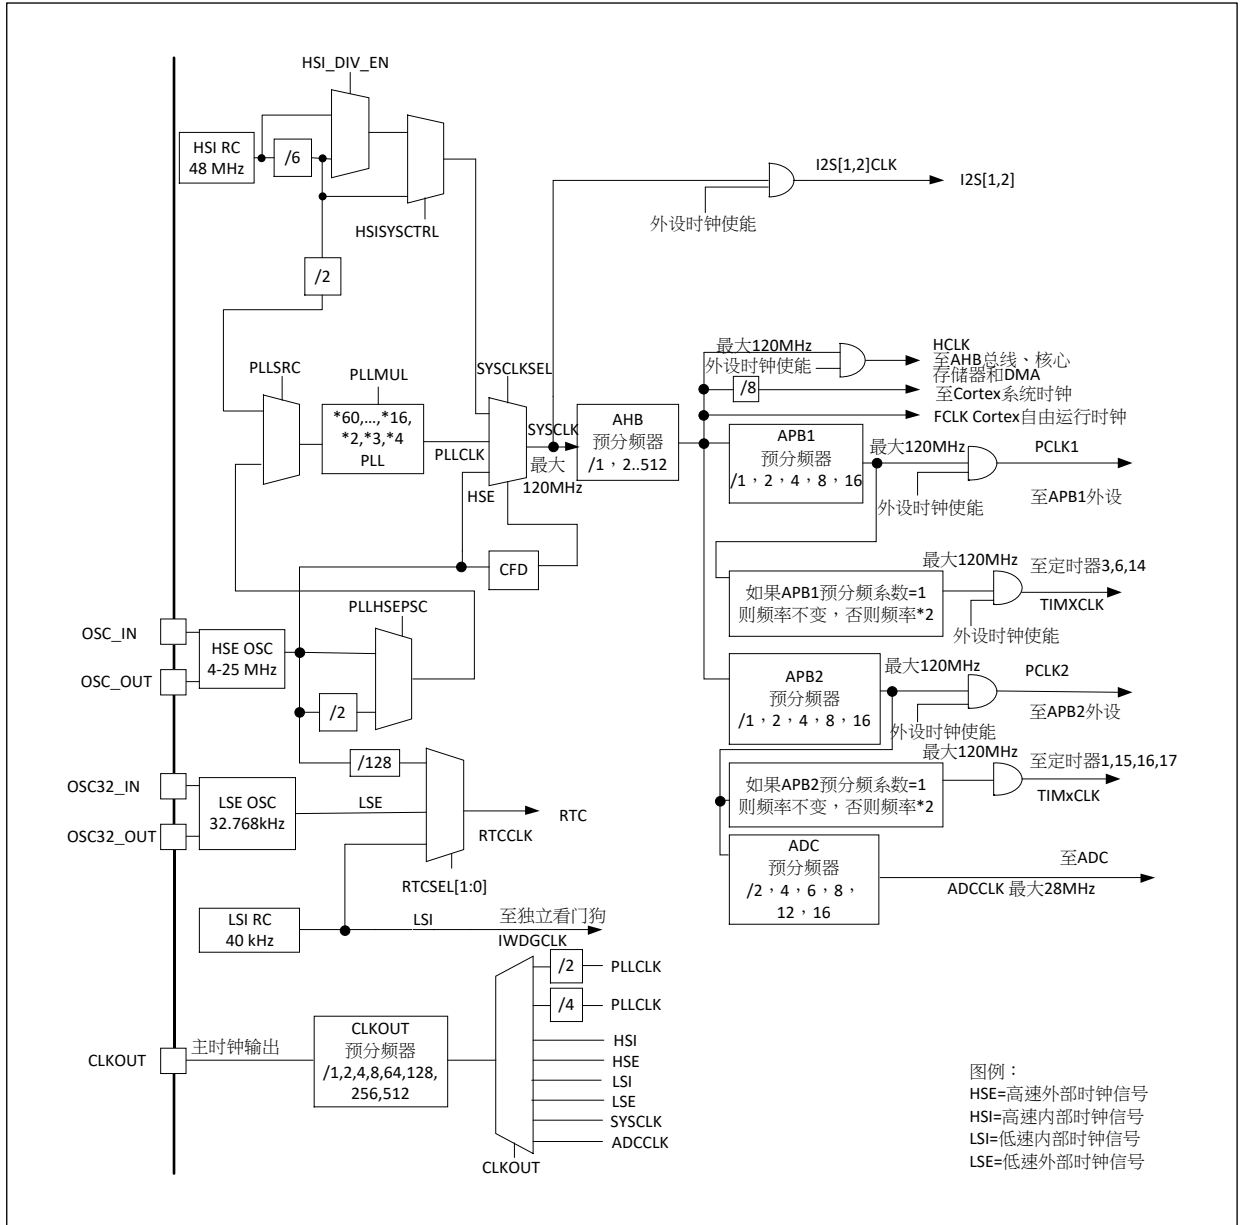 HSI_DIV_EN
HSI RC
48 MHz
/6
HSISYSCTRL
/2
I2S[1,2]CLK
I2S[1,2]
外设时钟使能
PLLSRC
PLLMUL
*60,...,*16,
*2,*3,*4
PLL
PLLCLK
SYSCLKSEL
HSE
SYSCLK
最大
120MHz
CFD
AHB
预分频器
/1，2..512
最大120MHz
外设时钟使能
HCLK
至AHB总线、核心
存储器和DMA
/8
至Cortex系统时钟
FCLK Cortex自由运行时钟
APB1
预分频器
/1，2，4，8，16
最大120MHz
外设时钟使能
PCLK1
至APB1外设
如果APB1预分频系数=1
则频率不变，否则频率*2
最大120MHz
外设时钟使能
至定时器3,6,14
TIMXCLK
APB2
预分频器
/1，2，4，8，16
最大120MHz
外设时钟使能
PCLK2
至APB2外设
如果APB2预分频系数=1
则频率不变，否则频率*2
最大120MHz
至定时器1,15,16,17
TIMxCLK
ADC
预分频器
/2，4，6，8，
12，16
至ADC
ADCCLK 最大28MHz
PLLHSEPSC
OSC_IN
OSC_OUT
HSE OSC
4-25 MHz
/2
/128
OSC32_IN
OSC32_OUT
LSE OSC
32.768kHz
LSE
RTC
RTCCLK
RTCSEL[1:0]
LSI RC
40 kHz
LSI
至独立看门狗
IWDGCLK
/2
PLLCLK
/4
PLLCLK
HSI
HSE
LSI
LSE
SYSCLK
ADCCLK
CLKOUT
CLKOUT
主时钟输出
CLKOUT
预分频器
/1,2,4,8,64,128,
256,512
图例：
HSE=高速外部时钟信号
HSI=高速内部时钟信号
LSI=低速内部时钟信号
LSE=低速外部时钟信号